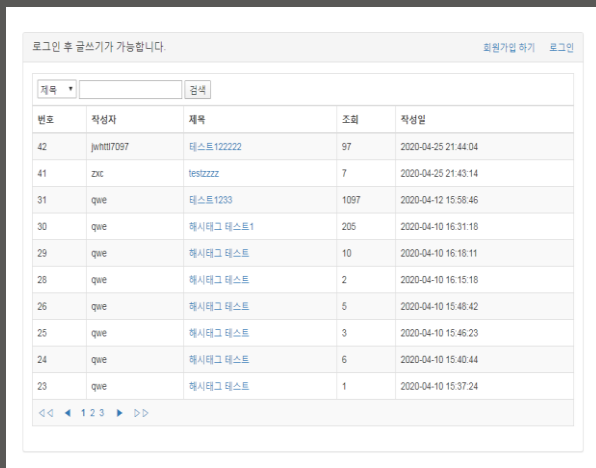 로그인 후 글쓰기가 가능합니다. 회원가입 하기 로그인
제목 ▼ 검색
번호 작성자 제목 조회 작성일
42 jwhttl7097 테스트122222 97 2020-04-25 21:44:04
41 zxc testzzzz 7 2020-04-25 21:43:14
31 qwe 테스트1233 1097 2020-04-12 15:58:46
30 qwe 해시태그 테스트1 205 2020-04-10 16:31:18
29 qwe 해시태그 테스트 10 2020-04-10 16:18:11
28 qwe 해시태그 테스트 2 2020-04-10 16:15:18
26 qwe 해시태그 테스트 5 2020-04-10 15:48:42
25 qwe 해시태그 테스트 3 2020-04-10 15:46:23
24 qwe 해시태그 테스트 6 2020-04-10 15:40:44
23 qwe 해시태그 테스트 1 2020-04-10 15:37:24
◁◁ ◀ 1 2 3 ▶ ▷▷